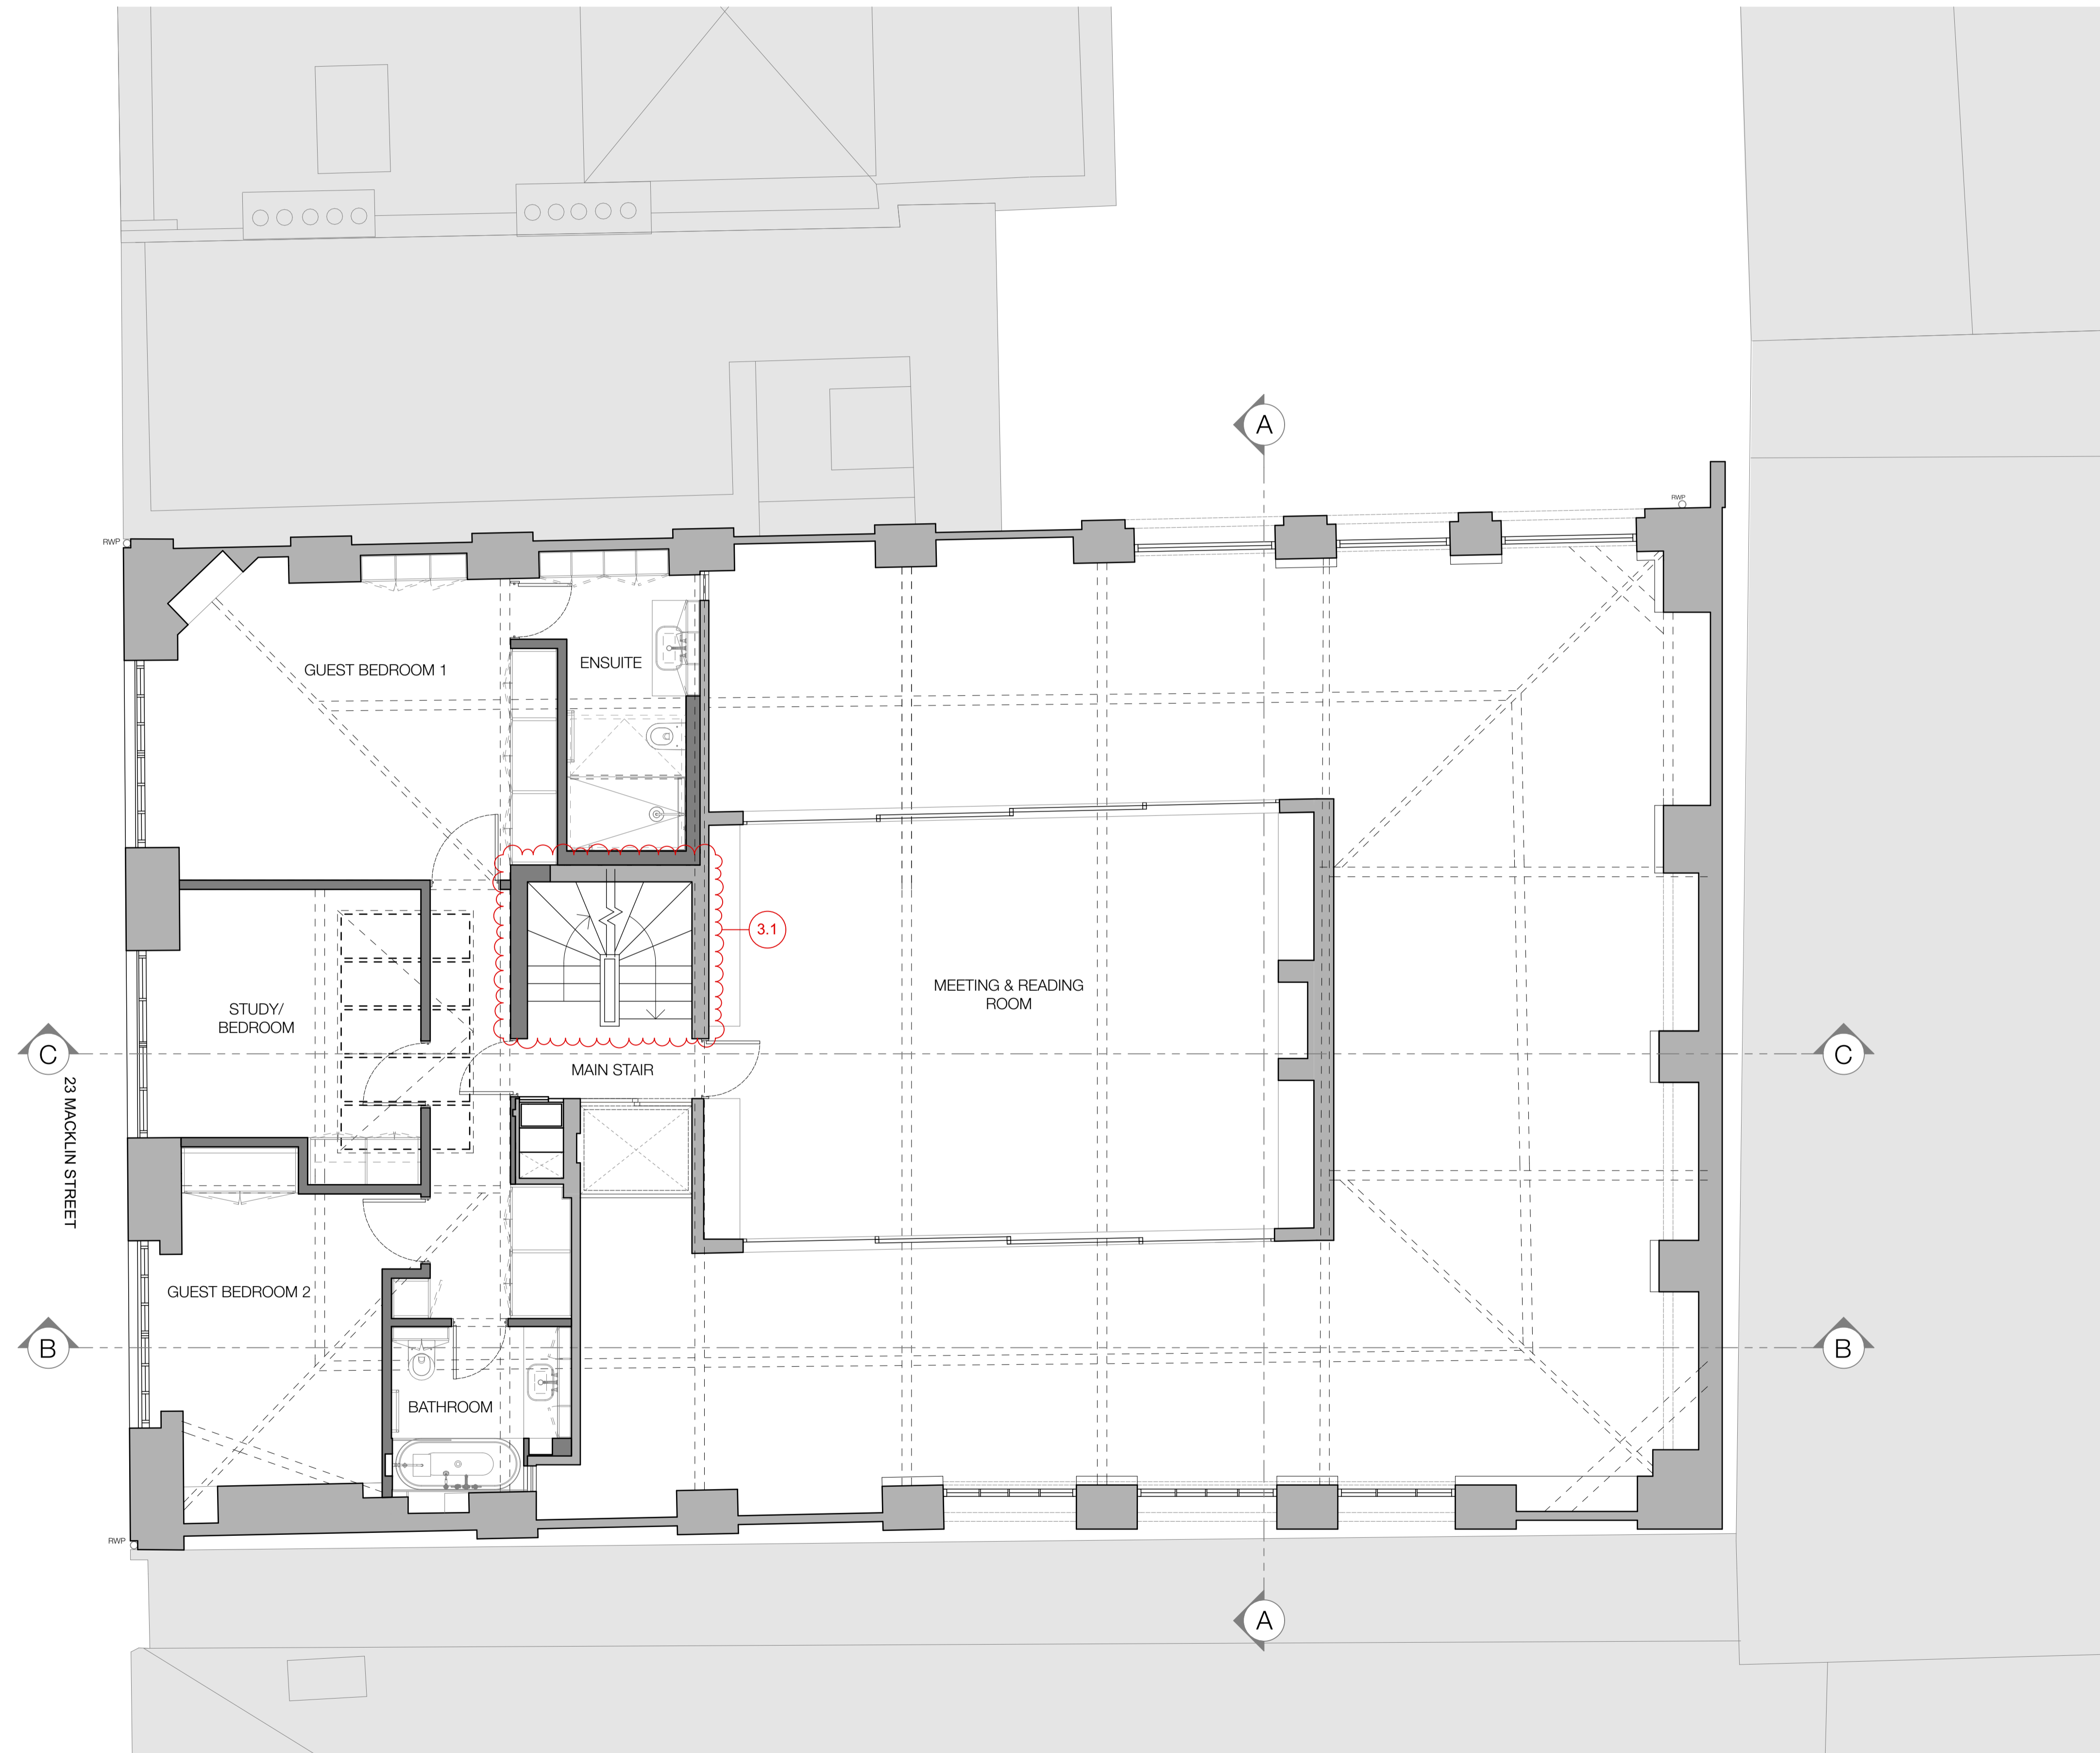 A
RWP
RWP
GUEST BEDROOM 1
ENSUITE
3.1
MEETING & READING
ROOM
STUDY/
BEDROOM
C
C
MAIN STAIR
23 MACKLIN STREET
GUEST BEDROOM 2
B
B
BATHROOM
RWP
A